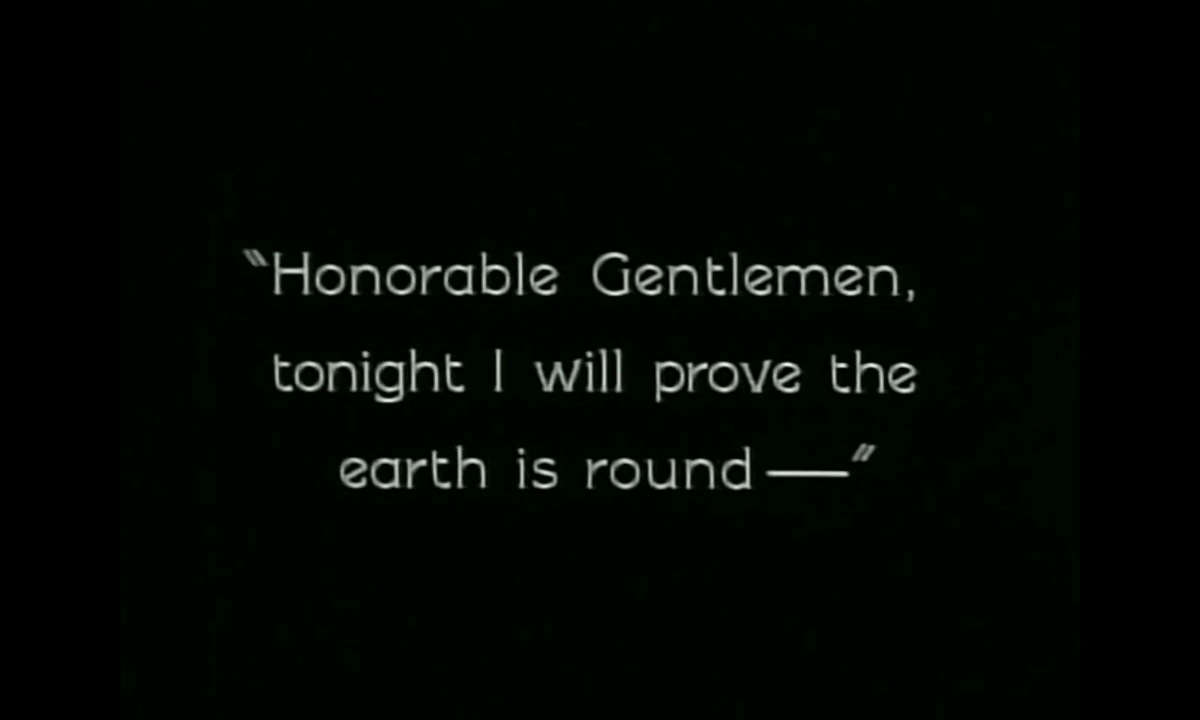 "Honorable Gentlemen,
tonight I will prove the
earth is round—"